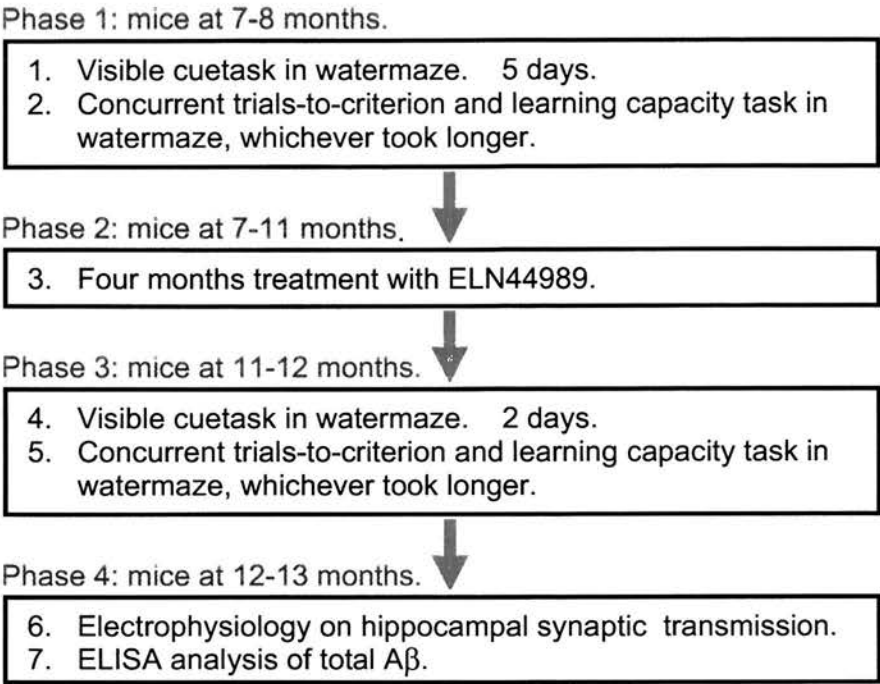 Phase 1: mice at 7-8 months.
1. Visible cuetask in watermaze. 5 days.
2. Concurrent trials-to-criterion and learning capacity task in
watermaze, whichever took longer.
Phase 2: mice at 7-11 months.
3. Four months treatment with ELN44989.
Phase 3: mice at 11-12 months.
4. Visible cuetask in watermaze. 2 days.
5. Concurrent trials-to-criterion and learning capacity task in
watermaze, whichever took longer.
Phase 4: mice at 12-13 months.
6. Electrophysiology on hippocampal synaptic transmission.
7. ELISA analysis of total Aβ.